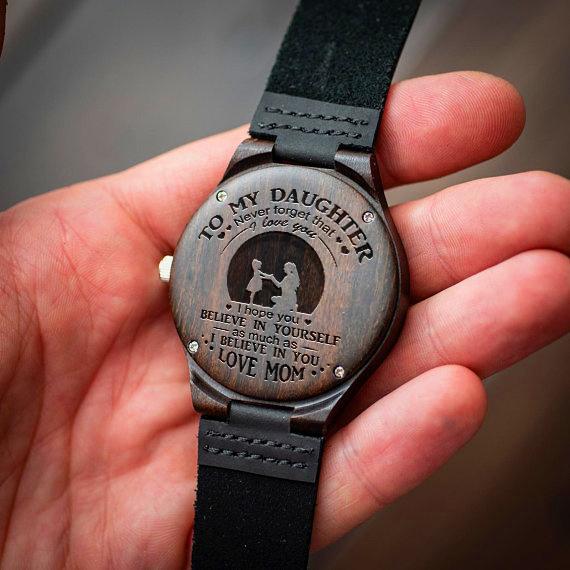 TO MY DAUGHTER
Never forget that
I love you
I hope you
BELIEVE IN YOURSELF
as much as
I BELIEVE IN YOU
LOVE MOM